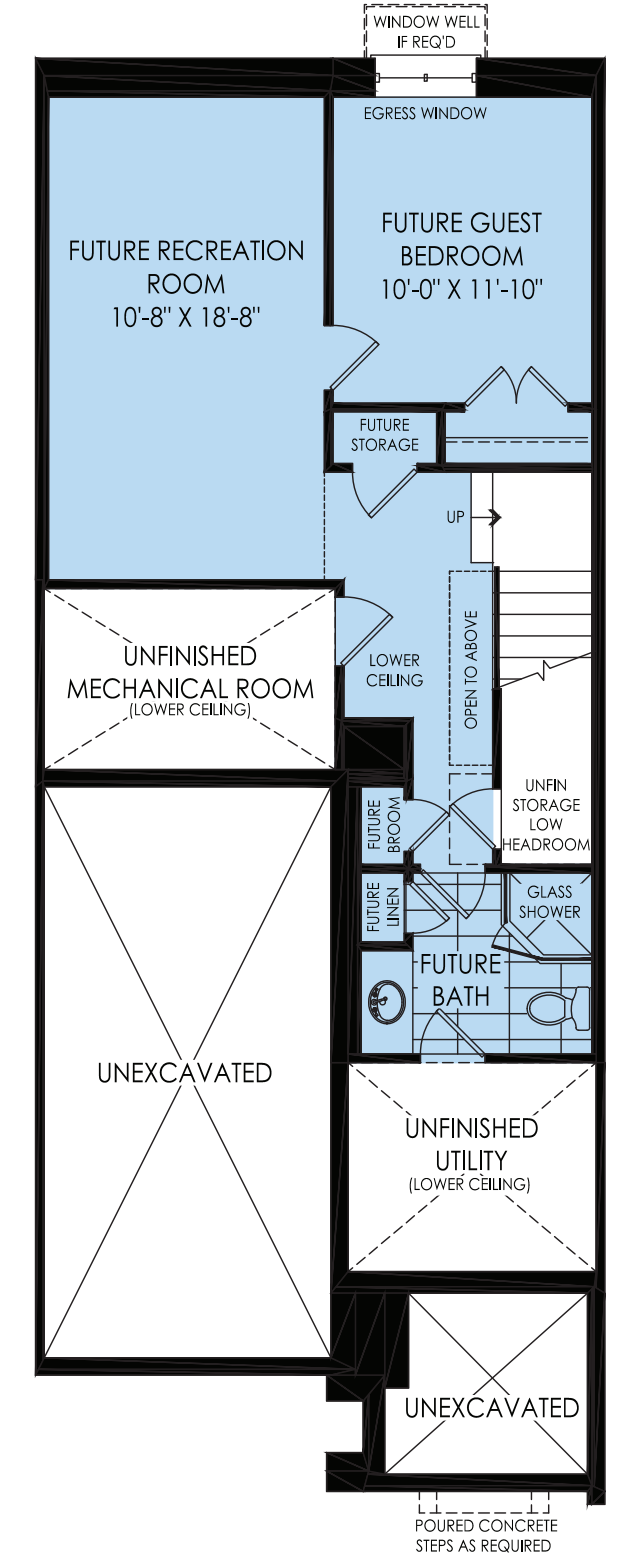 WINDOW WELL
IF REQ'D
EGRESS WINDOW
FUTURE RECREATION
ROOM
10'-8" X 18'-8"
FUTURE GUEST
BEDROOM
10'-0" X 11'-10"
FUTURE
STORAGE
UP
OPEN TO ABOVE
LOWER
CEILING
UNFINISHED
MECHANICAL ROOM
(LOWER CEILING)
UNFIN
STORAGE
LOW
HEADROOM
FUTURE
BROOM
FUTURE
LINEN
GLASS
SHOWER
FUTURE
BATH
UNEXCAVATED
UNFINISHED
UTILITY
(LOWER CEILING)
UNEXCAVATED
POURED CONCRETE
STEPS AS REQUIRED